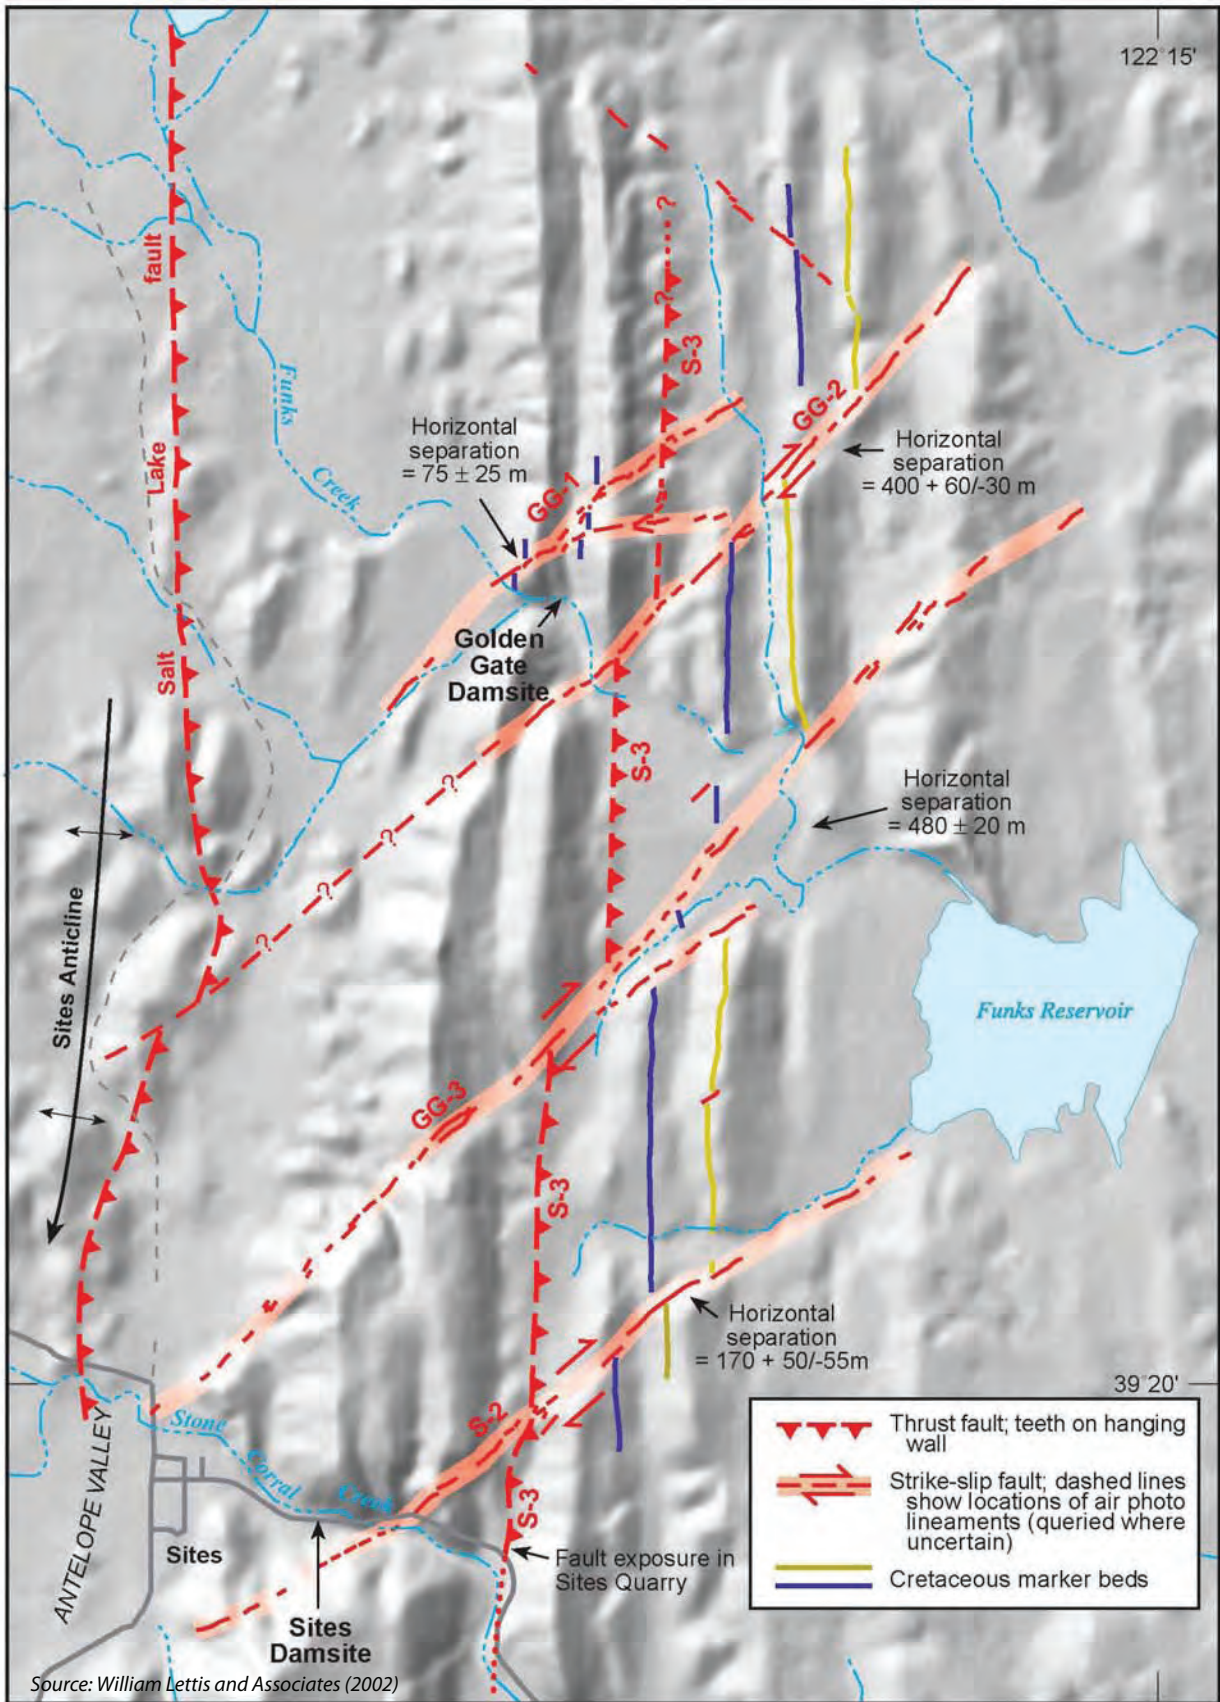 122°15'
fault
Lake
Salt
Funks
Creek
?
?
S-3
GG-2
Horizontal
separation
= 75 ± 25 m
GG-1
Horizontal
separation
= 400 + 60/-30 m
Golden
Gate
Damsite
S-3
?
?
?
?
Horizontal
separation
= 480 ± 20 m
Sites Anticline
Funks Reservoir
GG-3
S-3
Horizontal
separation
= 170 + 50/-55m
39°20'
S-2
Stone
Corral
Creek
S-3
ANTELOPE VALLEY
Sites
Fault exposure in
Sites Quarry
Sites
Damsite
Thrust fault; teeth on hanging
wall
Strike-slip fault; dashed lines
show locations of air photo
lineaments (queried where
uncertain)
Cretaceous marker beds
Source: William Lettis and Associates (2002)